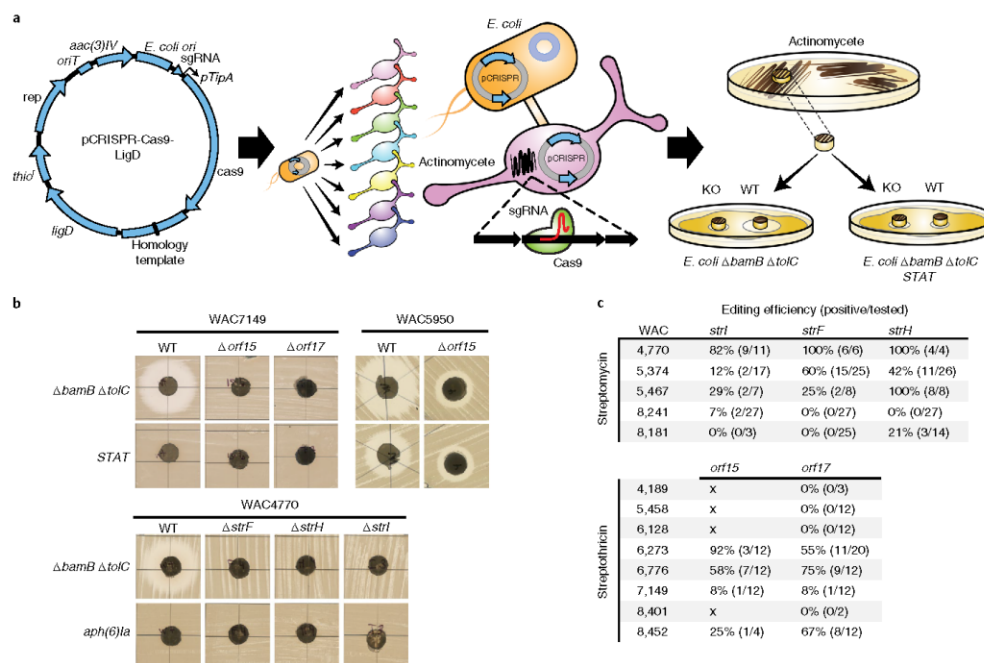 a
aac(3)IV
E. coli ori
oriT
sgRNA
pTipA
rep
pCRISPR-Cas9-
LigD
thio^r
cas9
ligD
Homology
template
E. coli
pCRISPR
Actinomycete
pCRISPR
sgRNA
Cas9
Actinomycete
KO WT
KO WT
E. coli ΔbamB ΔtolC
E. coli ΔbamB ΔtolC
STAT
b
WAC7149
WAC5950
WT Δorf15 Δorf17
WT Δorf15
ΔbamB ΔtolC
STAT
WAC4770
WT ΔstrF ΔstrH ΔstrI
ΔbamB ΔtolC
aph(6)Ia
c
Editing efficiency (positive/tested)
WAC strI strF strH
Streptomycin
4,770 82% (9/11) 100% (6/6) 100% (4/4)
5,374 12% (2/17) 60% (15/25) 42% (11/26)
5,467 29% (2/7) 25% (2/8) 100% (8/8)
8,241 7% (2/27) 0% (0/27) 0% (0/27)
8,181 0% (0/3) 0% (0/25) 21% (3/14)
orf15 orf17
Streptothricin
4,189 x 0% (0/3)
5,458 x 0% (0/12)
6,128 x 0% (0/12)
6,273 92% (3/12) 55% (11/20)
6,776 58% (7/12) 75% (9/12)
7,149 8% (1/12) 8% (1/12)
8,401 x 0% (0/2)
8,452 25% (1/4) 67% (8/12)